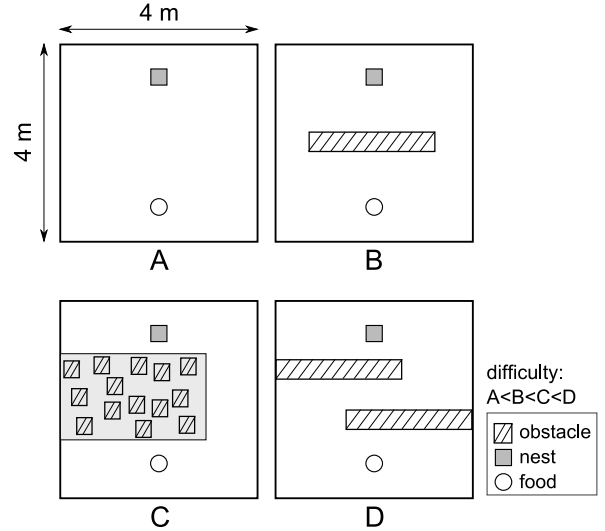 4 m
4 m
A
B
C
D
difficulty:
A<B<C<D
obstacle
nest
food